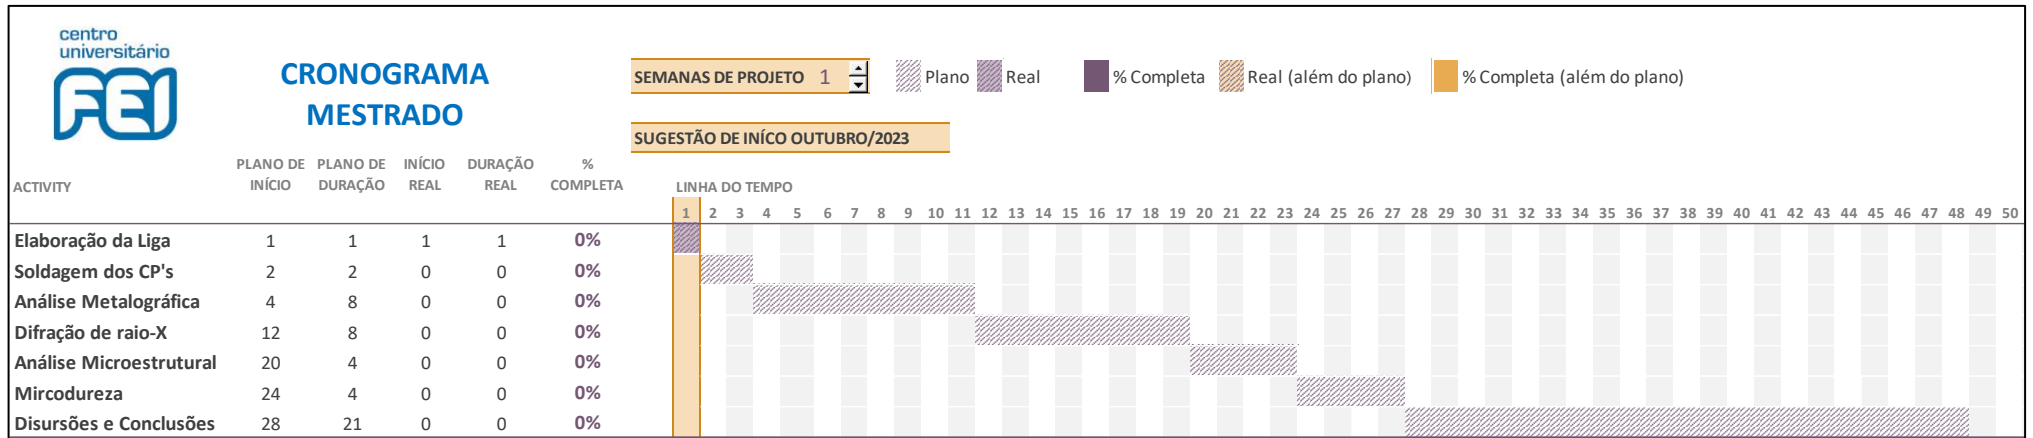 centro
universitário
FEI
CRONOGRAMA
MESTRADO
SEMANAS DE PROJETO 1 Plano Real % Completa Real (além do plano) % Completa (além do plano)
SUGESTÃO DE INÍCO OUTUBRO/2023
PLANO DE PLANO DE INÍCIO DURAÇÃO %
ACTIVITY INÍCIO DURAÇÃO REAL REAL COMPLETA LINHA DO TEMPO
1 2 3 4 5 6 7 8 9 10 11 12 13 14 15 16 17 18 19 20 21 22 23 24 25 26 27 28 29 30 31 32 33 34 35 36 37 38 39 40 41 42 43 44 45 46 47 48 49 50
Elaboração da Liga 1 1 1 1 0%
Soldagem dos CP's 2 2 0 0 0%
Análise Metalográfica 4 8 0 0 0%
Difração de raio-X 12 8 0 0 0%
Análise Microestrutural 20 4 0 0 0%
Mircodureza 24 4 0 0 0%
Disursões e Conclusões 28 21 0 0 0%